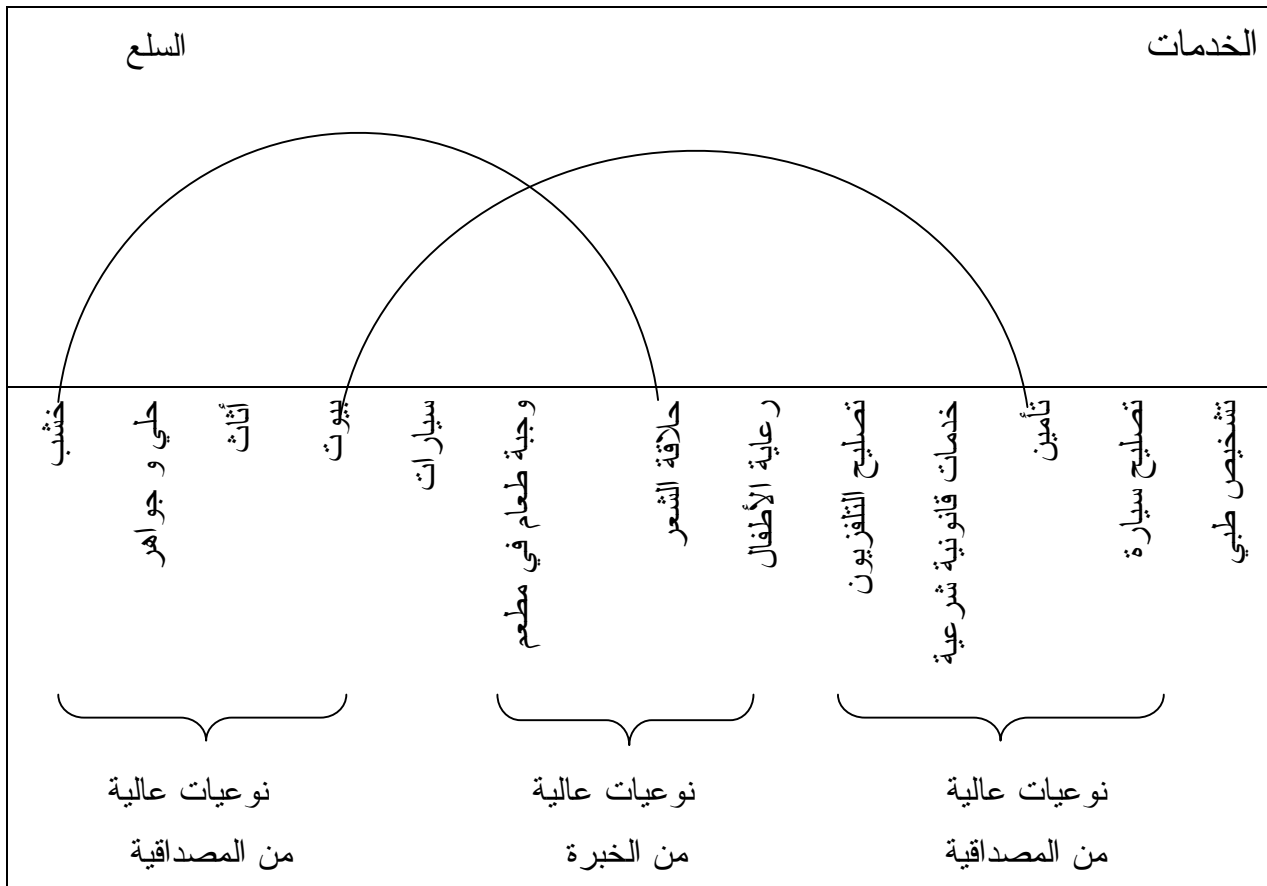 الخدمات
السلع
تشخيص طبي
تصليح سيارة
تأمين
خدمات قانونية شرعية
تصليح التلفزيون
رعاية الأطفال
حلاقة الشعر
وجبة طعام في مطعم
سيارات
بيوت
أثاث
حلي و جواهر
خشب
نوعيات عالية
من المصداقية
نوعيات عالية
من الخبرة
نوعيات عالية
من المصداقية